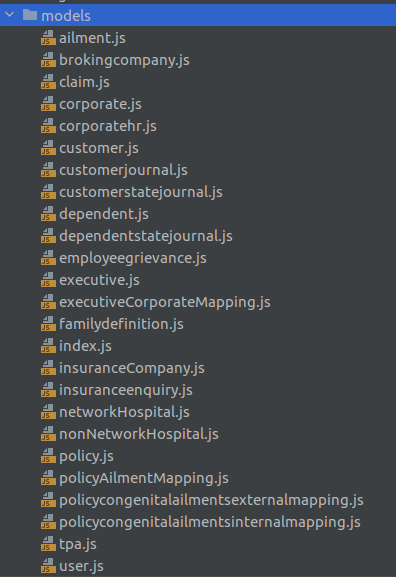 models
ailment.js
brokingcompany.js
claim.js
corporate.js
corporatehr.js
customer.js
customerjournal.js
customerstatejournal.js
dependent.js
dependentstatejournal.js
employeegrievance.js
executive.js
executiveCorporateMapping.js
familydefinition.js
index.js
insuranceCompany.js
insuranceenquiry.js
networkHospital.js
nonNetworkHospital.js
policy.js
policyAilmentMapping.js
policycongenitalailmentsexternalmapping.js
policycongenitalailmentsinternalmapping.js
tpa.js
user.js